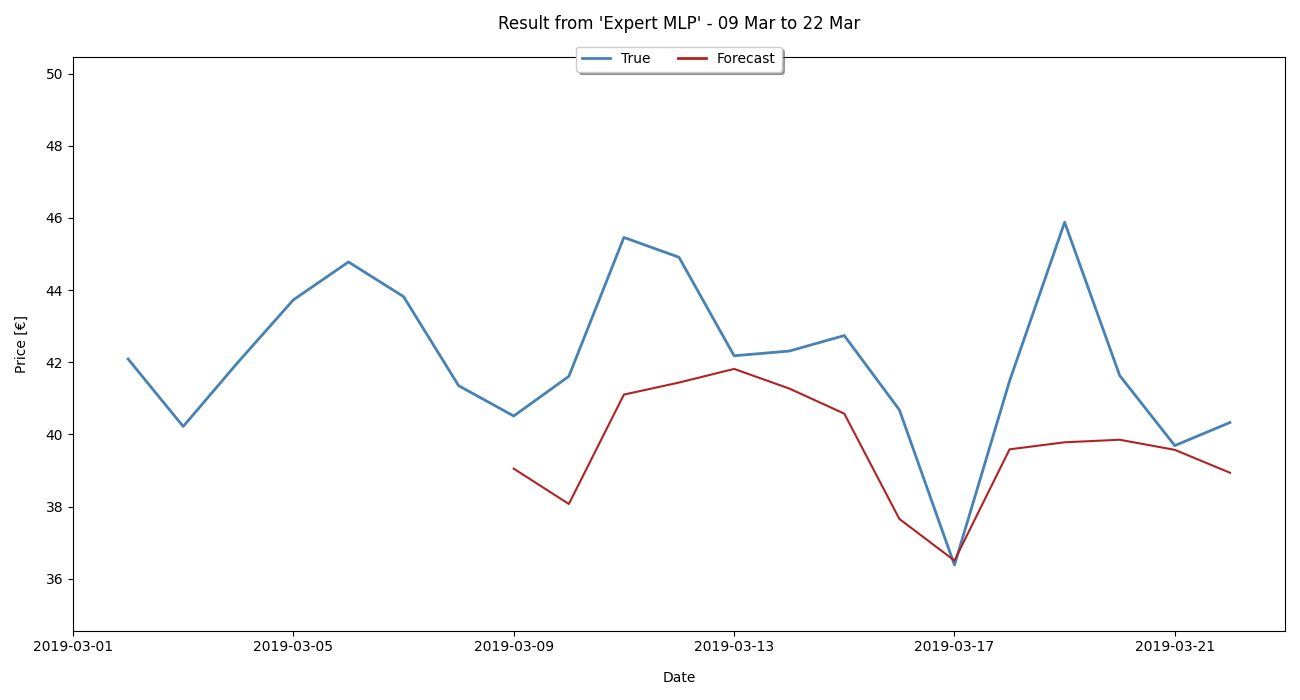 Result from 'Expert MLP' - 09 Mar to 22 Mar
True Forecast
50
48
46
44
42
40
38
36
Price [€]
2019-03-01 2019-03-05 2019-03-09 2019-03-13 2019-03-17 2019-03-21
Date